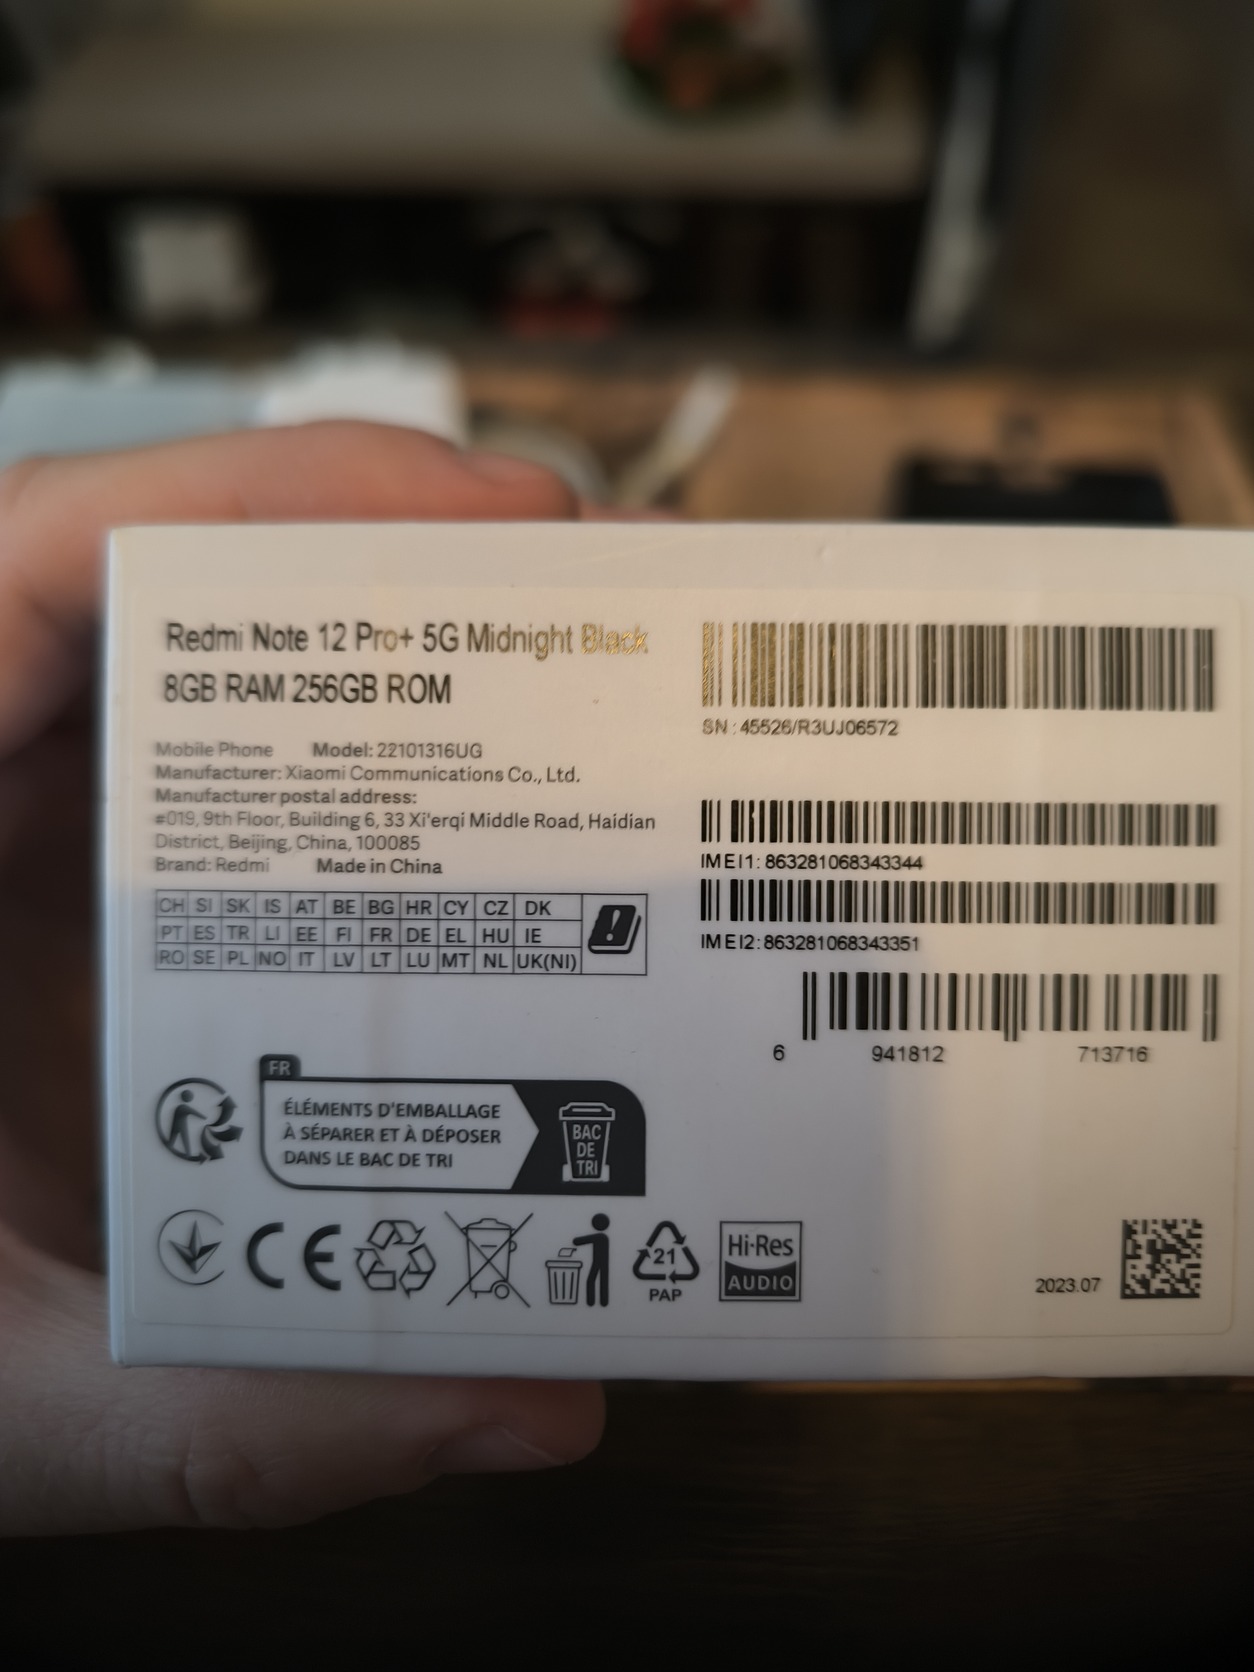 Redmi Note 12 Pro+ 5G Midnight Black
8GB RAM 256GB ROM
Mobile Phone Model: 22101316UG
Manufacturer: Xiaomi Communications Co., Ltd.
Manufacturer postal address:
#019, 9th Floor, Building 6, 33 Xi'erqi Middle Road, Haidian
District, Beijing, China, 100085
Brand: Redmi Made in China
CH SI SK IS AT BE BG HR CY CZ DK
PT ES TR LI EE FI FR DE EL HU IE
RO SE PL NO IT LV LT LU MT NL UK(NI)
FR
ÉLÉMENTS D'EMBALLAGE
À SÉPARER ET À DÉPOSER
DANS LE BAC DE TRI
BAC
DE
TRI
CE
21
PAP
Hi-Res
AUDIO
SN : 45526/R3UJ06572
IMEI1: 863281068343344
IMEI2: 863281068343351
6 941812 713716
2023.07